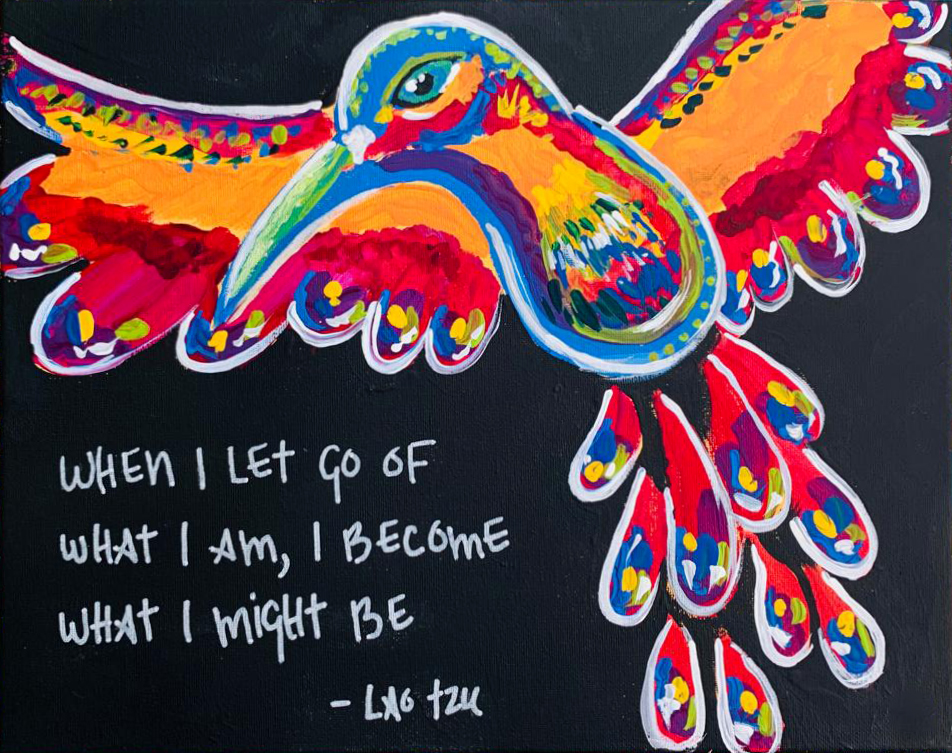 WHEN I LET GO OF
WHAT I AM, I BECOME
WHAT I MIGHT BE
- LAO TZU